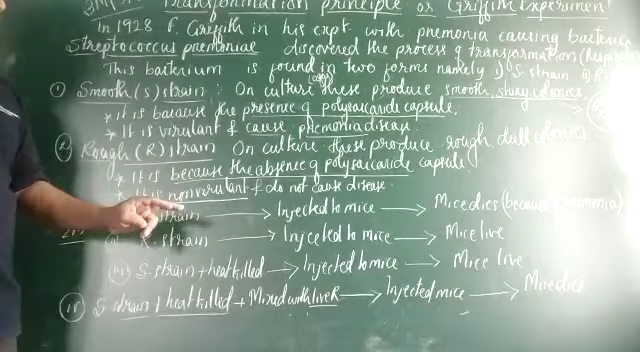 Transformation principle or Griffith Experiment
In 1928 F. Griffith in his expt. with pnemonia causing bacteria
Streptococcus pnemoniae discovered the process of transformation
This bacterium is found in two forms namely i) S-strain ii) R-
① Smooth (s) strain : On culture these produce smooth, shiny colonies
* It is bacause the presence of polysaccaride capsule.
* It is virulant & cause phemonia disease.
② Rough (R) strain On culture these produce rough, dull colonies
* It is because the absence of polysaccaride capsule.
* It is nonvirulant & do not cause disease.
strain → Injected to mice → Mice dies (because pneumonia)
R. strain → Injected to mice → Mice live
(iii) S-strain + heat killed → Injected to mice → Mice live
S-strain + heat killed + Mixed with live R → Injected mice → Mice dies